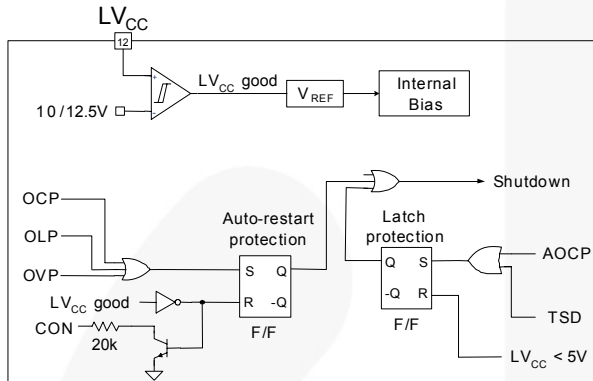 LVCC
12
LVCC good
10/12.5V
+
-
VREF
Internal
Bias
Shutdown
OCP
OLP
OVP
Auto-restart
protection
Latch
protection
S Q
R -Q
F/F
Q S
-Q R
F/F
AOCP
TSD
LVCC good
CON
20k
LVCC < 5V